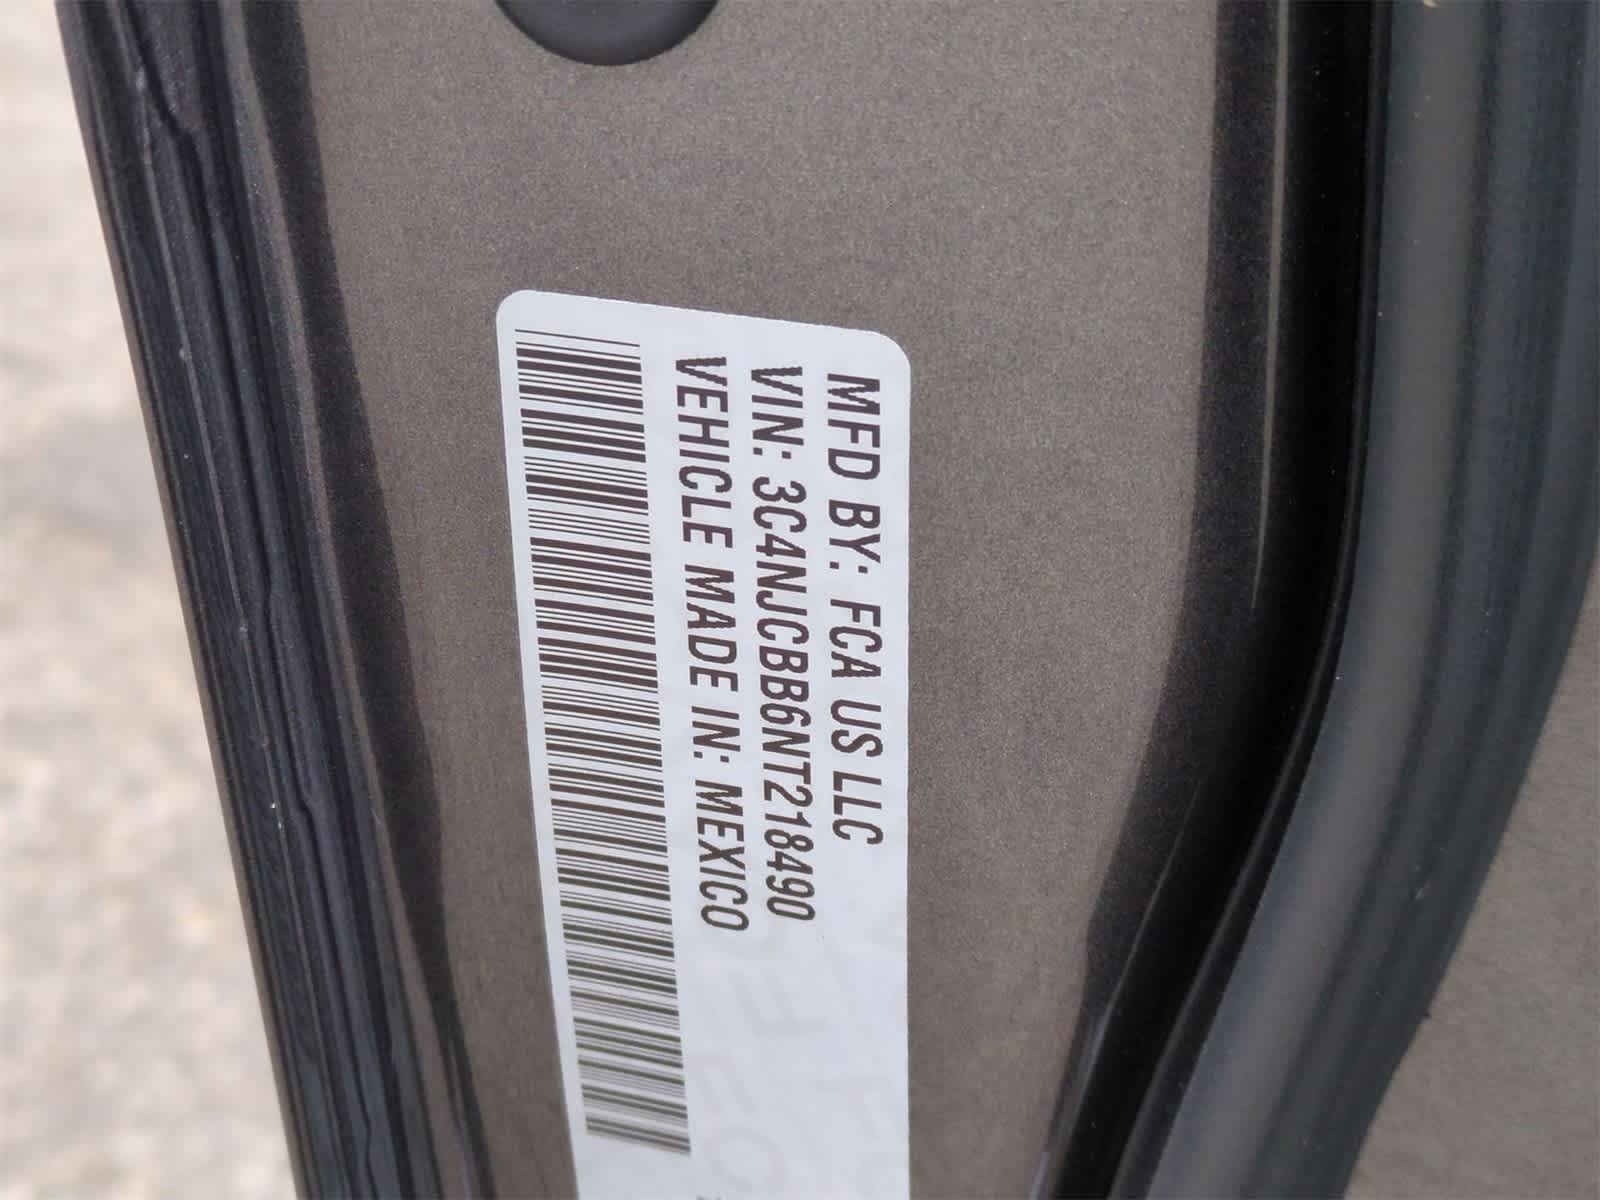 MFD BY: FCA US LLC
VIN: 3C4NJCBB6NT218490
VEHICLE MADE IN: MEXICO